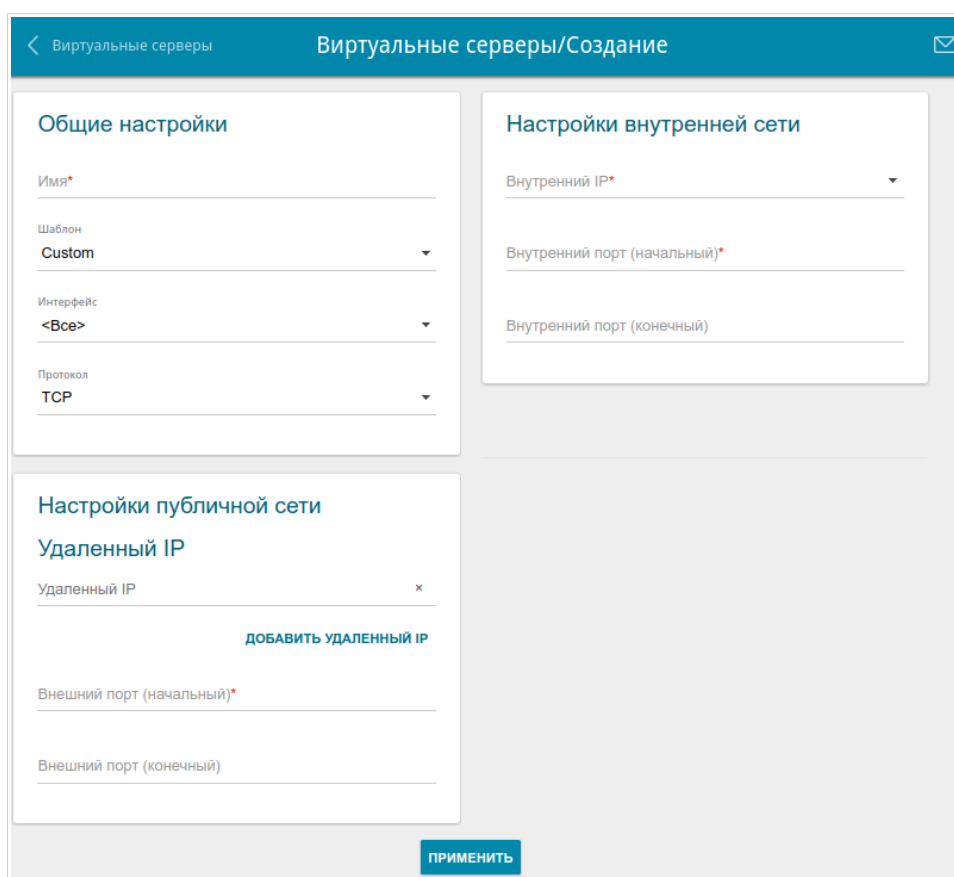 Виртуальные серверы
Виртуальные серверы/Создание
Общие настройки
Имя*
Шаблон
Custom
Интерфейс
<Все>
Протокол
TCP
Настройки внутренней сети
Внутренний IP*
Внутренний порт (начальный)*
Внутренний порт (конечный)
Настройки публичной сети
Удаленный IP
Удаленный IP ×
ДОБАВИТЬ УДАЛЕННЫЙ IP
Внешний порт (начальный)*
Внешний порт (конечный)
ПРИМЕНИТЬ